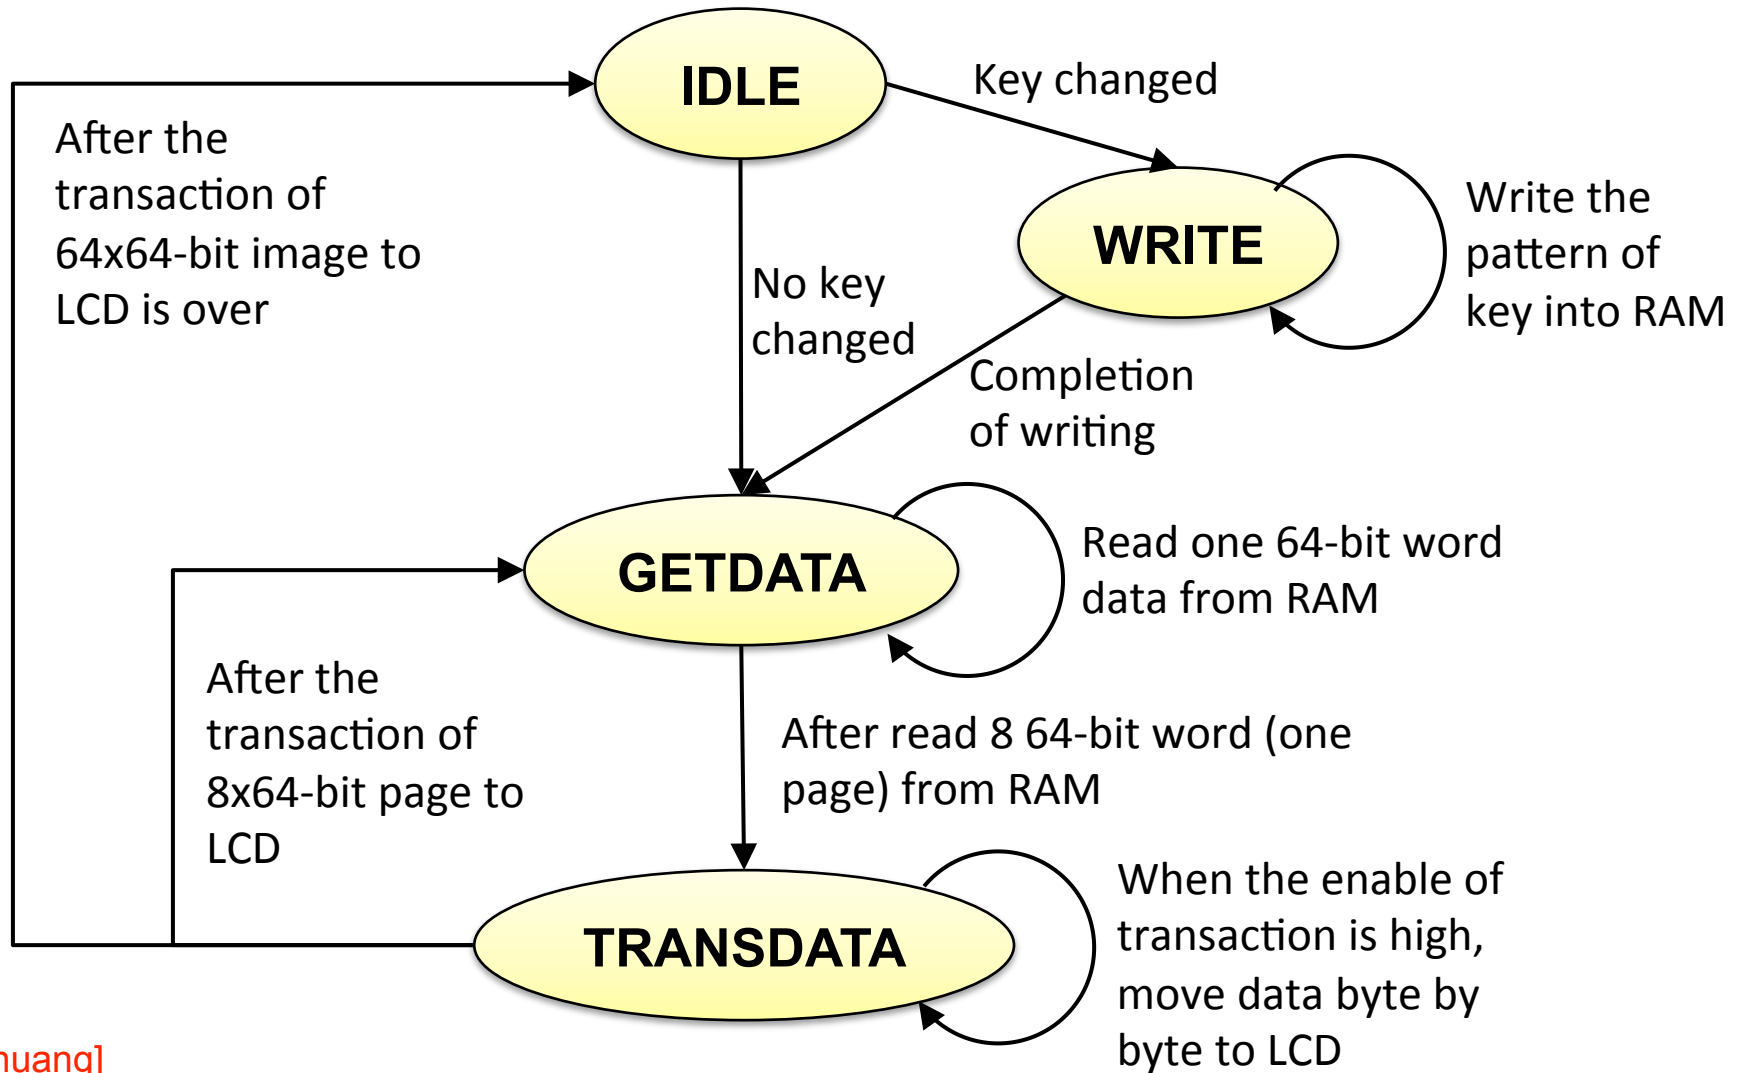 IDLE
Key changed
After the
transaction of
64x64-bit image to
LCD is over
WRITE
Write the
pattern of
key into RAM
No key
changed
Completion
of writing
GETDATA
Read one 64-bit word
data from RAM
After the
transaction of
8x64-bit page to
LCD
After read 8 64-bit word (one
page) from RAM
TRANSDATA
When the enable of
transaction is high,
move data byte by
byte to LCD